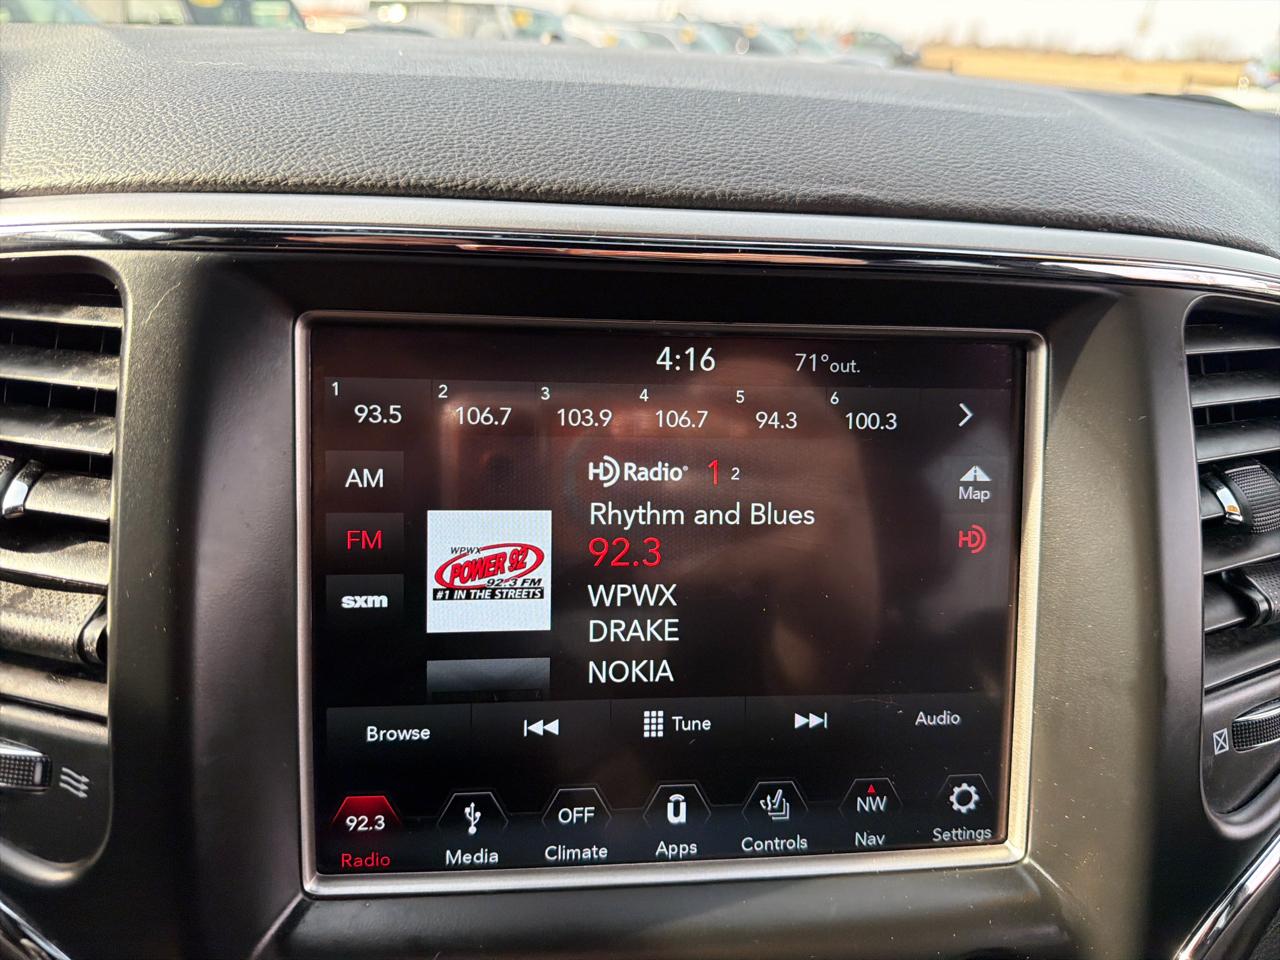 4:16 71°out.
1 2 3 4 5 6
93.5 106.7 103.9 106.7 94.3 100.3
AM
HD Radio 1 2
Map
Rhythm and Blues
FM
92.3
HD
WPWX
POWER 92
92.3 FM
#1 IN THE STREETS
sxm
WPWX
DRAKE
NOKIA
Browse Tune Audio
92.3 OFF NW
Radio Media Climate Apps Controls Nav Settings